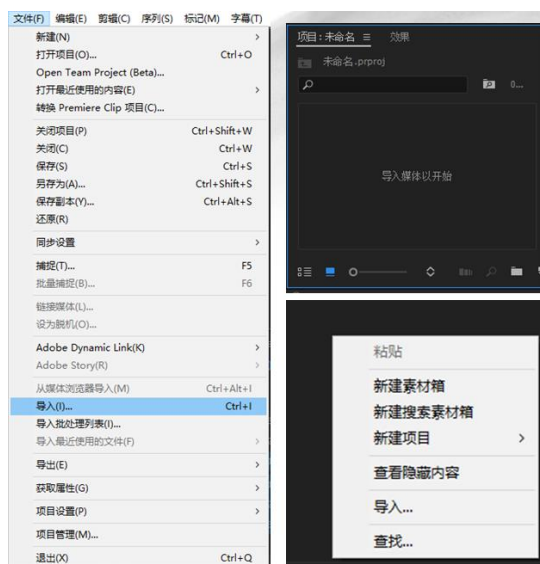 文件(F) 编辑(E) 剪辑(C) 序列(S) 标记(M) 字幕(T)
新建(N) >
打开项目(O)... Ctrl+O
Open Team Project (Beta)...
打开最近使用的内容(E) >
转换 Premiere Clip 项目(C)...
关闭项目(P) Ctrl+Shift+W
关闭(C) Ctrl+W
保存(S) Ctrl+S
另存为(A)... Ctrl+Shift+S
保存副本(Y)... Ctrl+Alt+S
还原(R)
同步设置 >
捕捉(T)... F5
批量捕捉(B)... F6
链接媒体(L)...
设为脱机(O)...
Adobe Dynamic Link(K) >
Adobe Story(R) >
从媒体浏览器导入(M) Ctrl+Alt+I
导入(I)... Ctrl+I
导入批处理列表(I)...
导入最近使用的文件(F) >
导出(E) >
获取属性(G) >
项目设置(P) >
项目管理(M)...
退出(X) Ctrl+Q
项目: 未命名 ≡ 效果
未命名.prproj
0...
导入媒体以开始
粘贴
新建素材箱
新建搜索素材箱
新建项目 >
查看隐藏内容
导入...
查找...